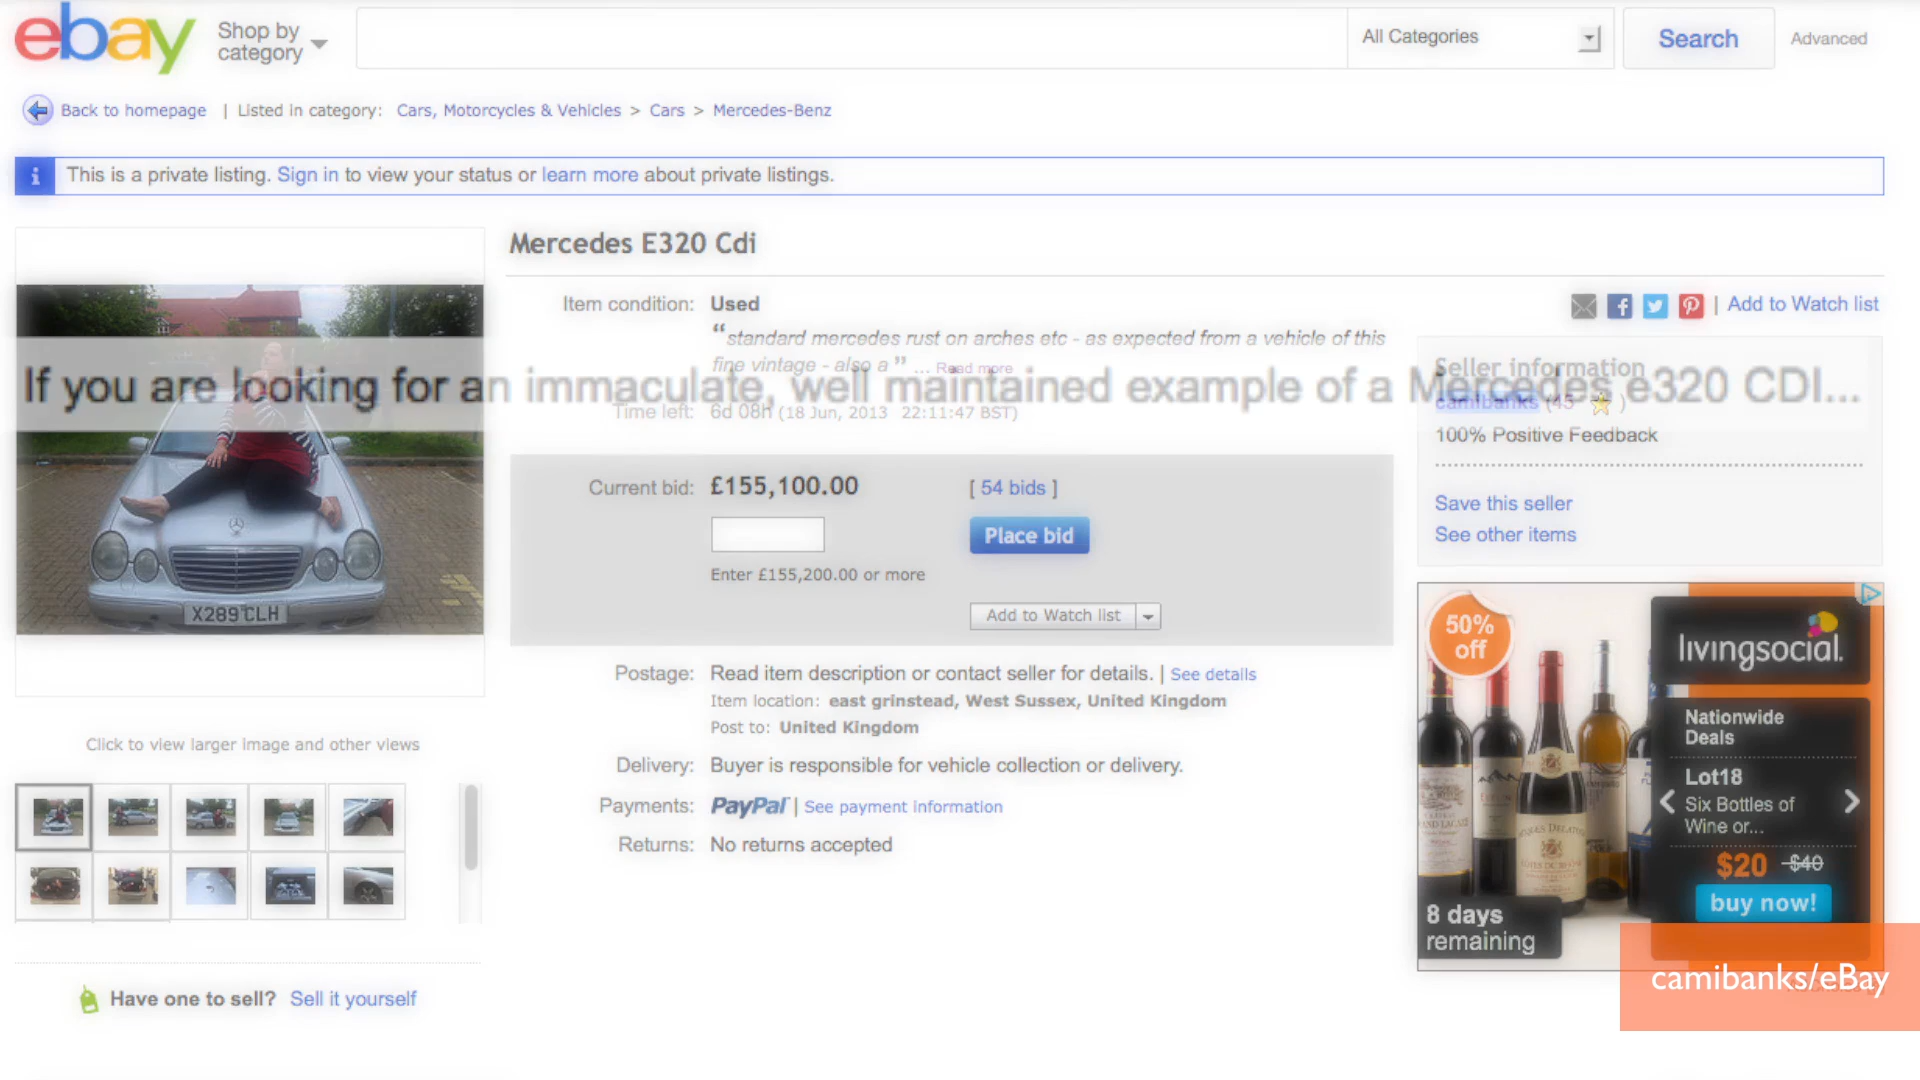 ebay
Shop by
category
All Categories
Search
Advanced
Back to homepage | Listed in category: Cars, Motorcycles & Vehicles > Cars > Mercedes-Benz
i
This is a private listing. Sign in to view your status or learn more about private listings.
Mercedes E320 Cdi
Item condition: Used
| Add to Watch list
“standard mercedes rust on arches etc - as expected from a vehicle of this
fine vintage - also a ” ... Read more
Seller information
If you are looking for an immaculate, well maintained example of a Mercedes e320 CDI...
camibanks (45 )
Time left: 6d 08h (18 Jun, 2013 22:11:47 BST)
100% Positive Feedback
Current bid: £155,100.00 [ 54 bids ]
Save this seller
Place bid
See other items
Enter £155,200.00 or more
Add to Watch list
X289 CLH
50%
off
livingsocial.
Postage: Read item description or contact seller for details. | See details
Item location: east grinstead, West Sussex, United Kingdom
Post to: United Kingdom
Nationwide
Deals
Click to view larger image and other views
Delivery: Buyer is responsible for vehicle collection or delivery.
Lot18
Six Bottles of
Wine or...
Payments: PayPal | See payment information
Returns: No returns accepted
$20 $40
buy now!
8 days
remaining
camibanks/eBay
Have one to sell? Sell it yourself